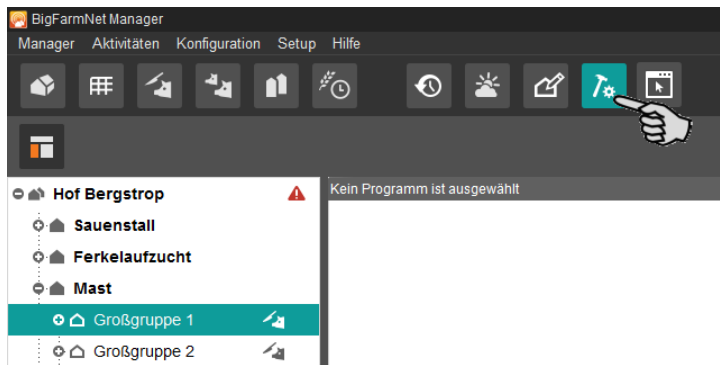 BigFarmNet Manager
Manager Aktivitäten Konfiguration Setup Hilfe
Kein Programm ist ausgewählt
Hof Bergstrop
Sauenstall
Ferkelaufzucht
Mast
Großgruppe 1
Großgruppe 2